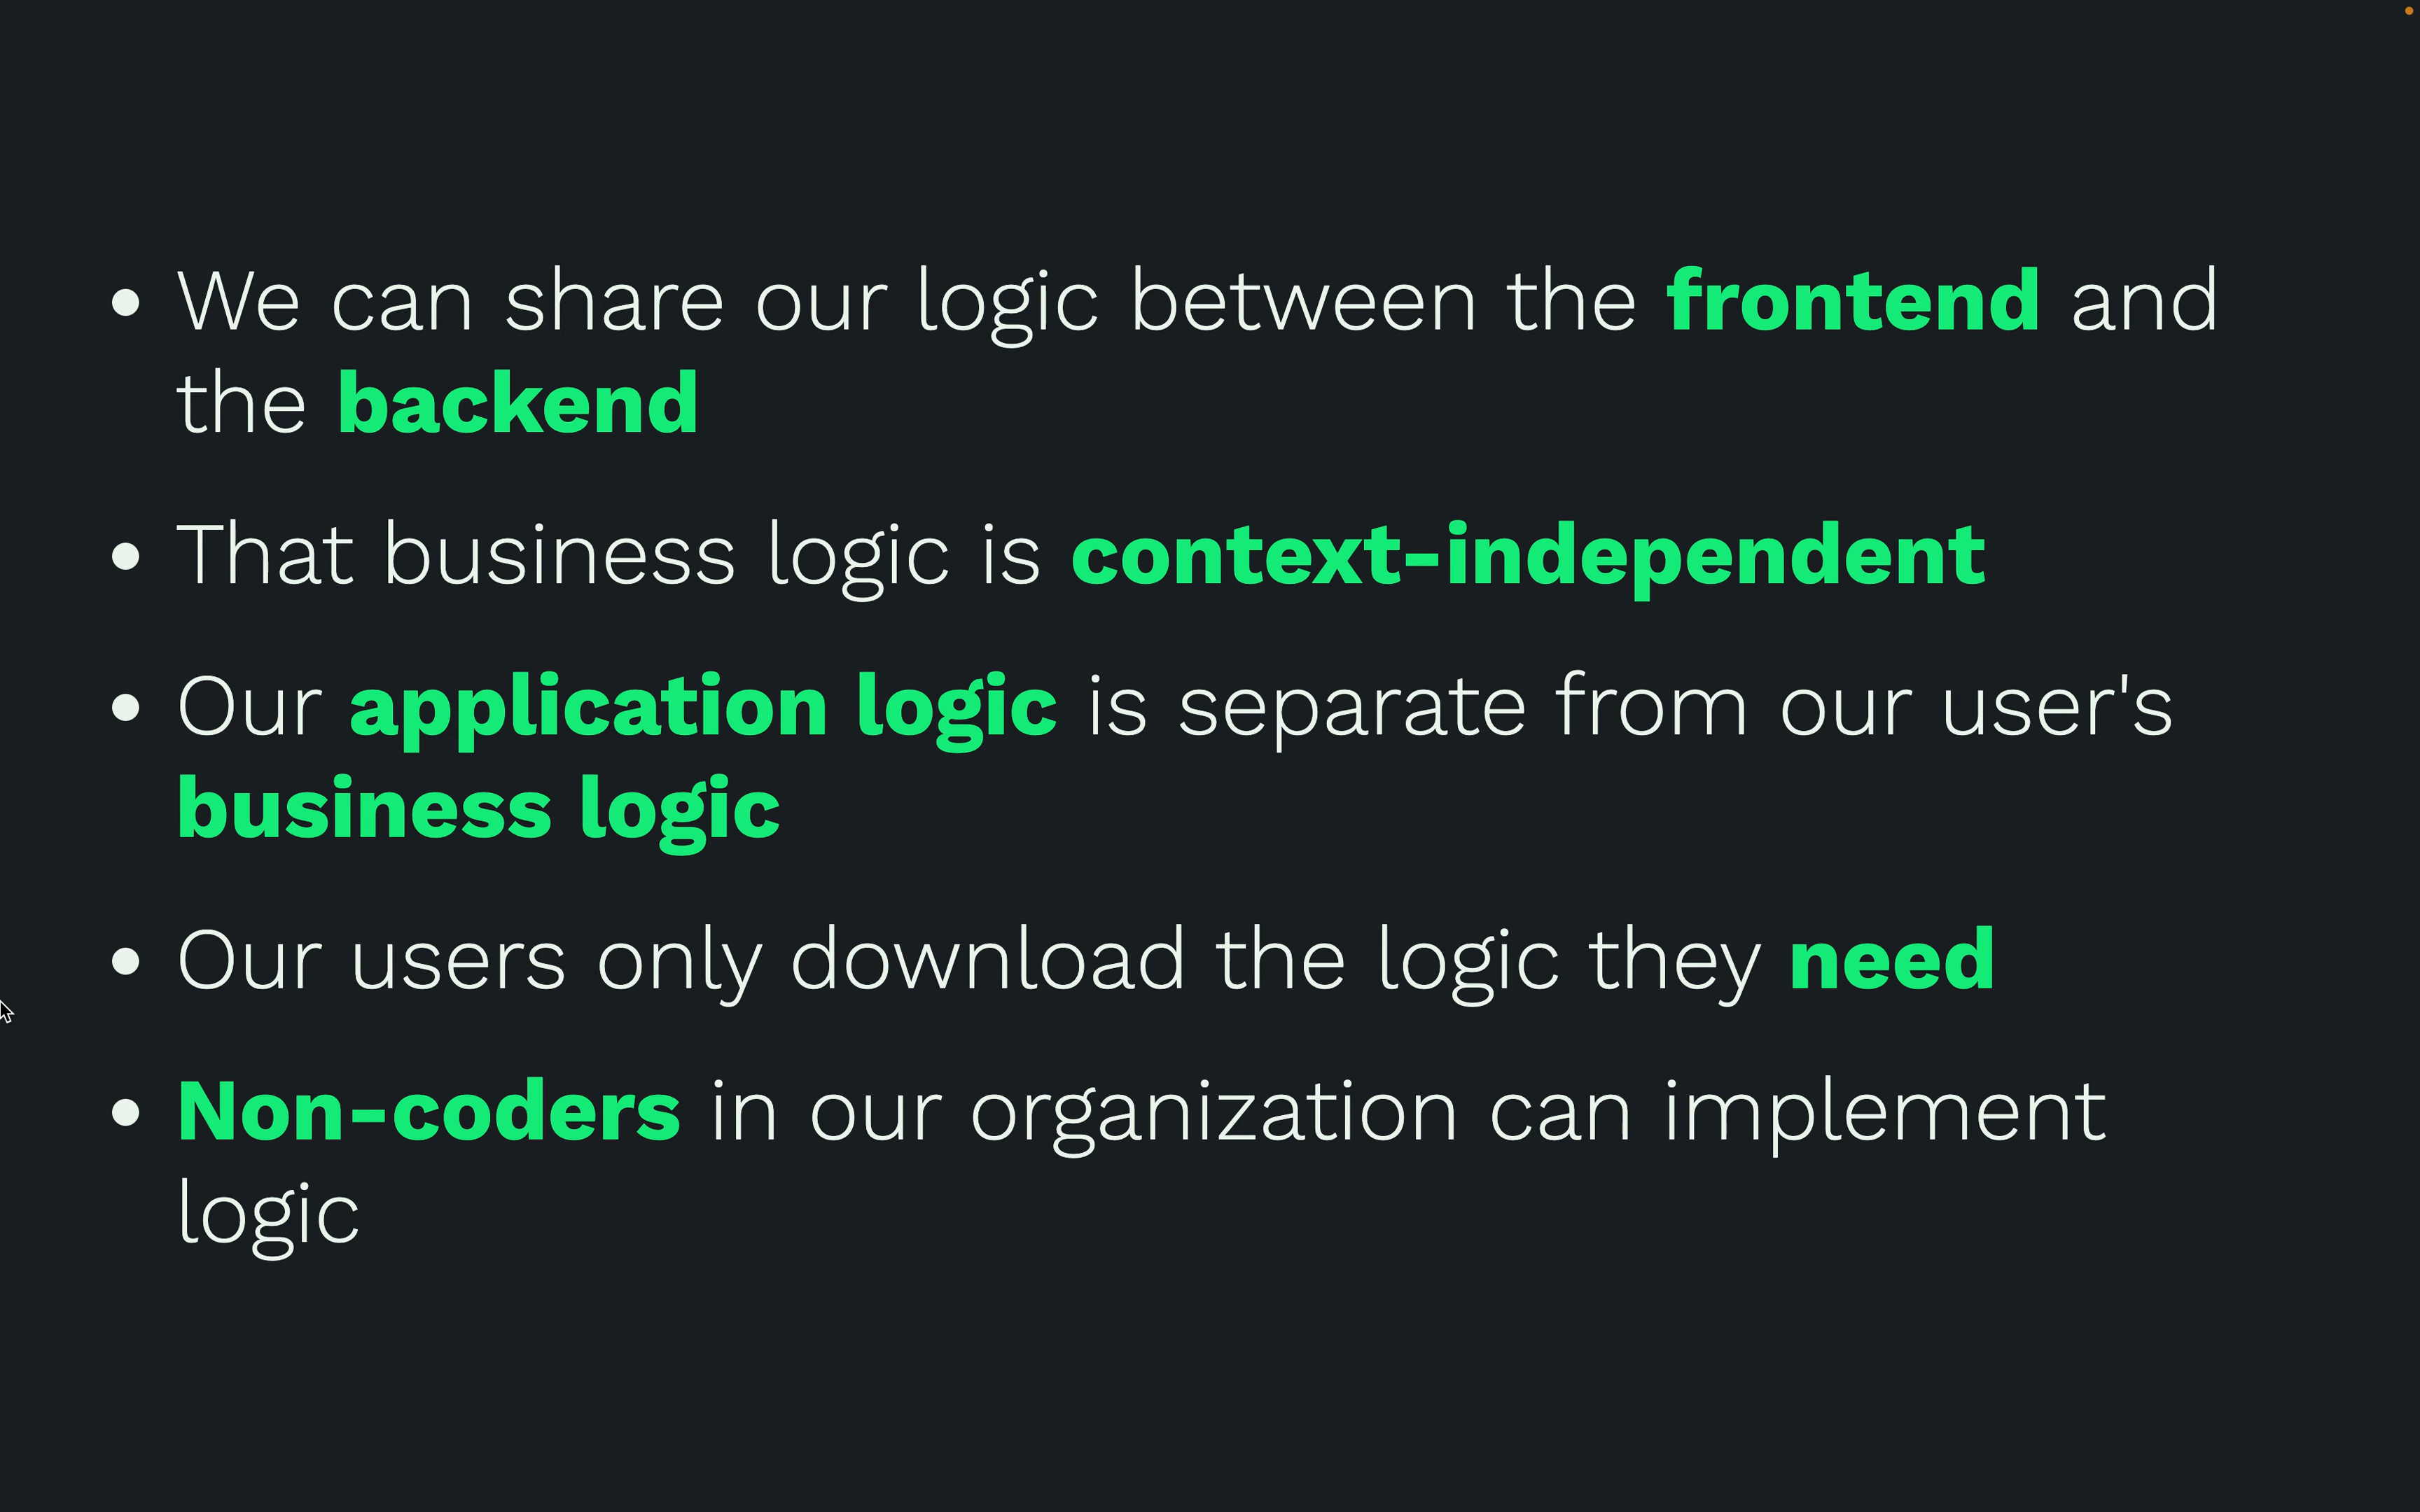 • We can share our logic between the frontend and
the backend
• That business logic is context-independent
• Our application logic is separate from our user's
business logic
• Our users only download the logic they need
• Non-coders in our organization can implement
logic